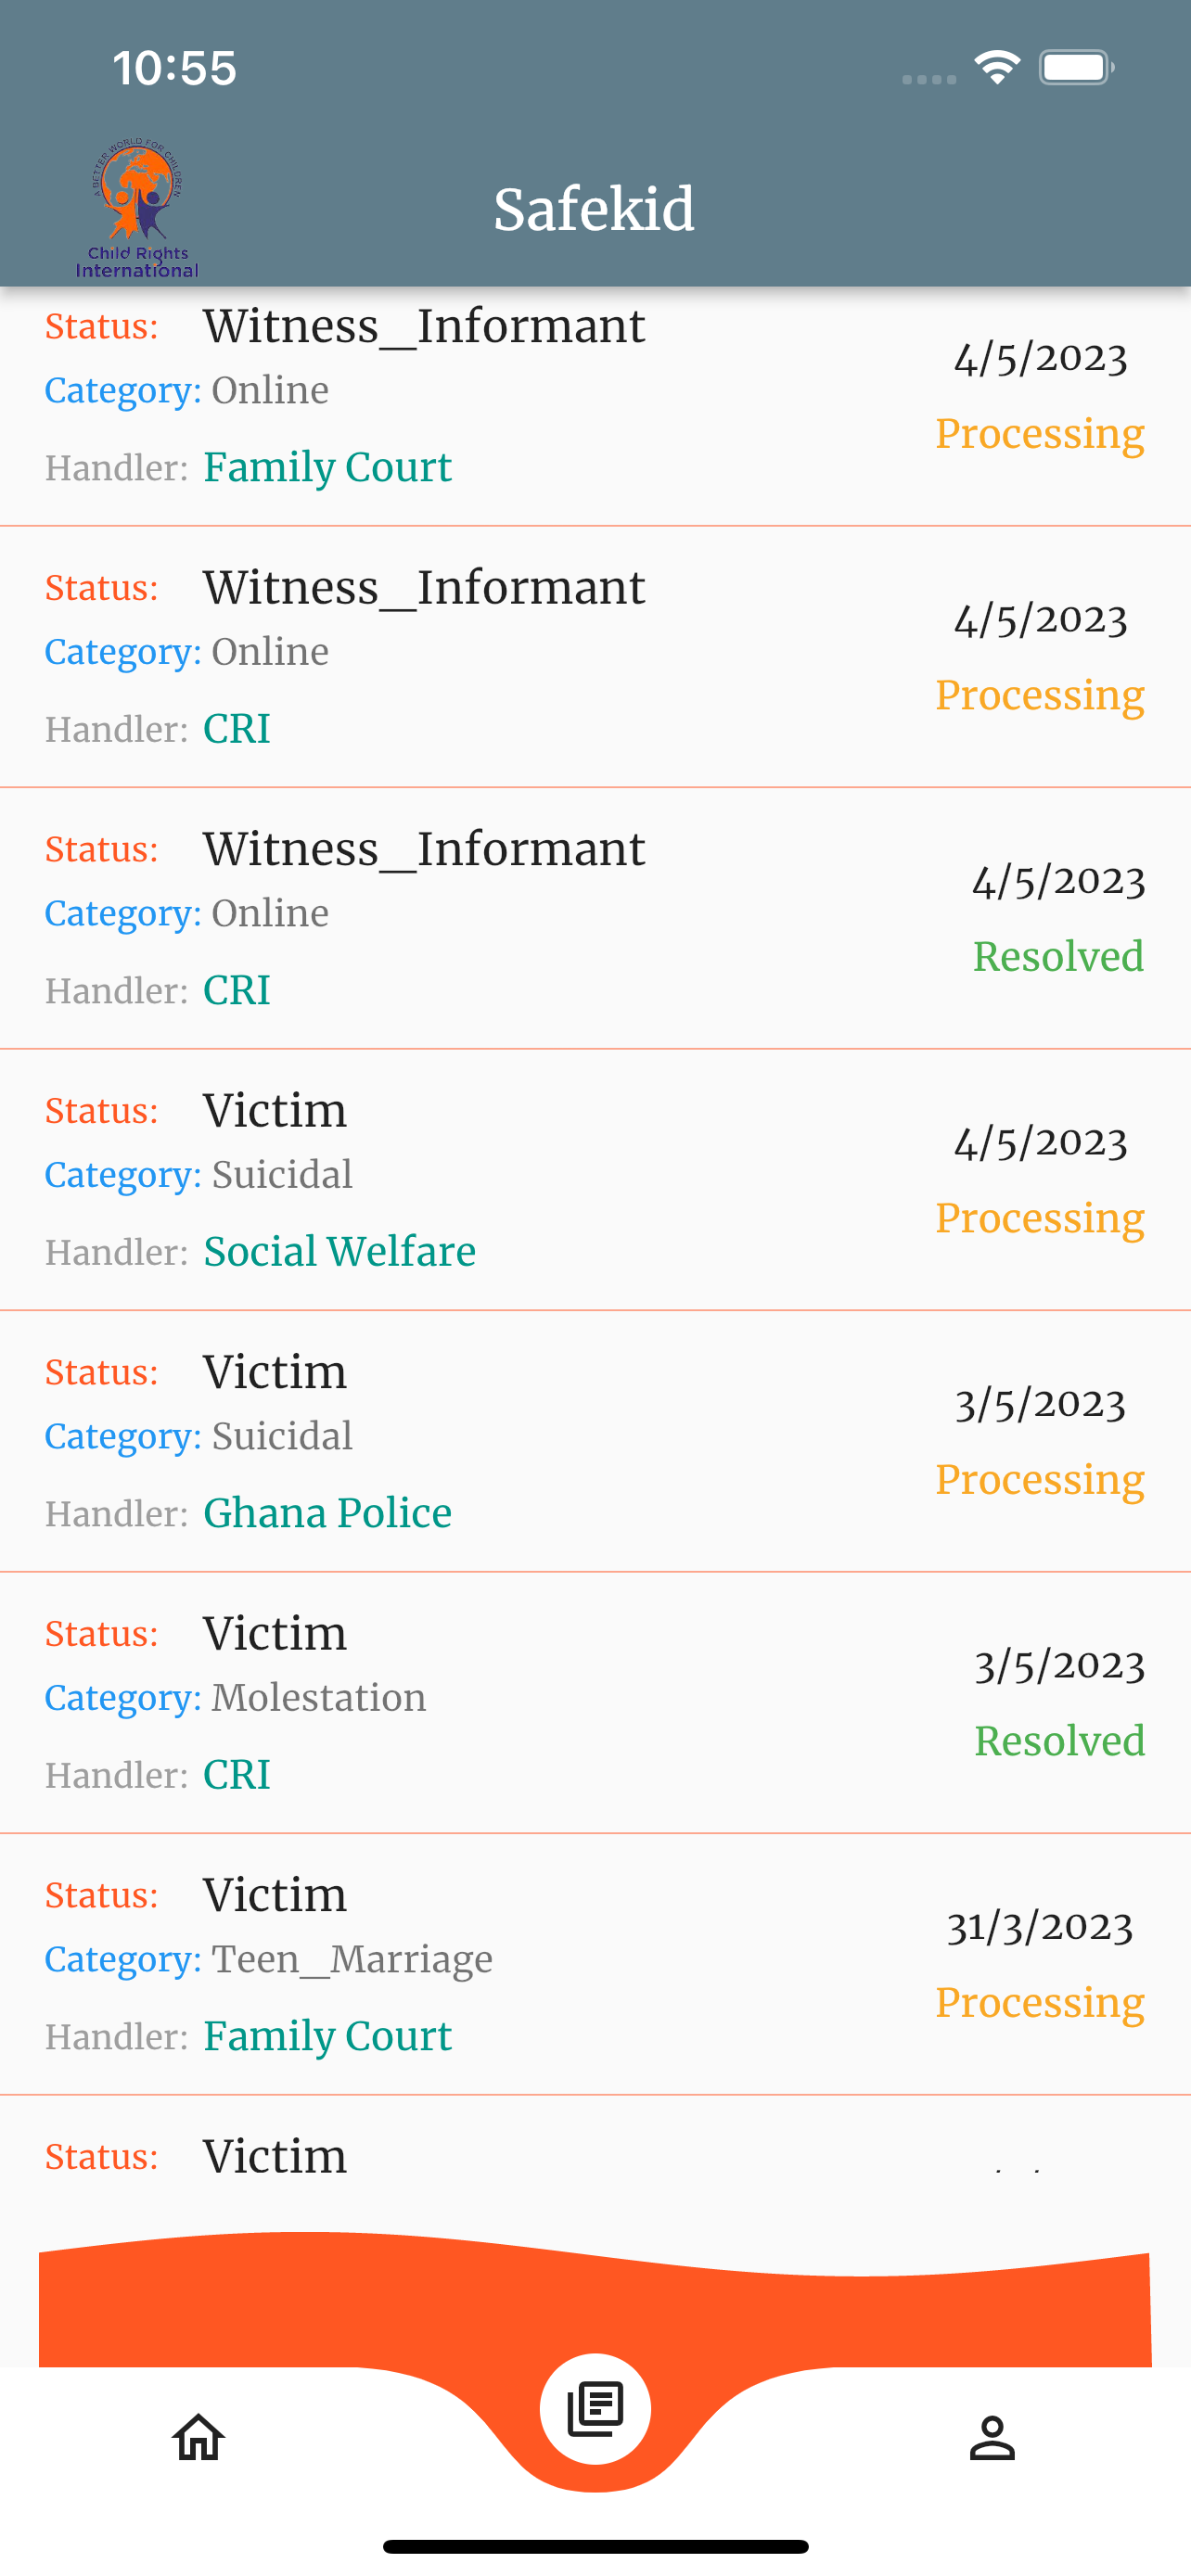 10:55
A BETTER WORLD FOR CHILDREN
Child Rights
International
Safekid
Status: Witness_Informant
4/5/2023
Category: Online
Processing
Handler: Family Court
Status: Witness_Informant
4/5/2023
Category: Online
Processing
Handler: CRI
Status: Witness_Informant
4/5/2023
Category: Online
Resolved
Handler: CRI
Status: Victim
4/5/2023
Category: Suicidal
Processing
Handler: Social Welfare
Status: Victim
3/5/2023
Category: Suicidal
Processing
Handler: Ghana Police
Status: Victim
3/5/2023
Category: Molestation
Resolved
Handler: CRI
Status: Victim
31/3/2023
Category: Teen_Marriage
Processing
Handler: Family Court
Status: Victim